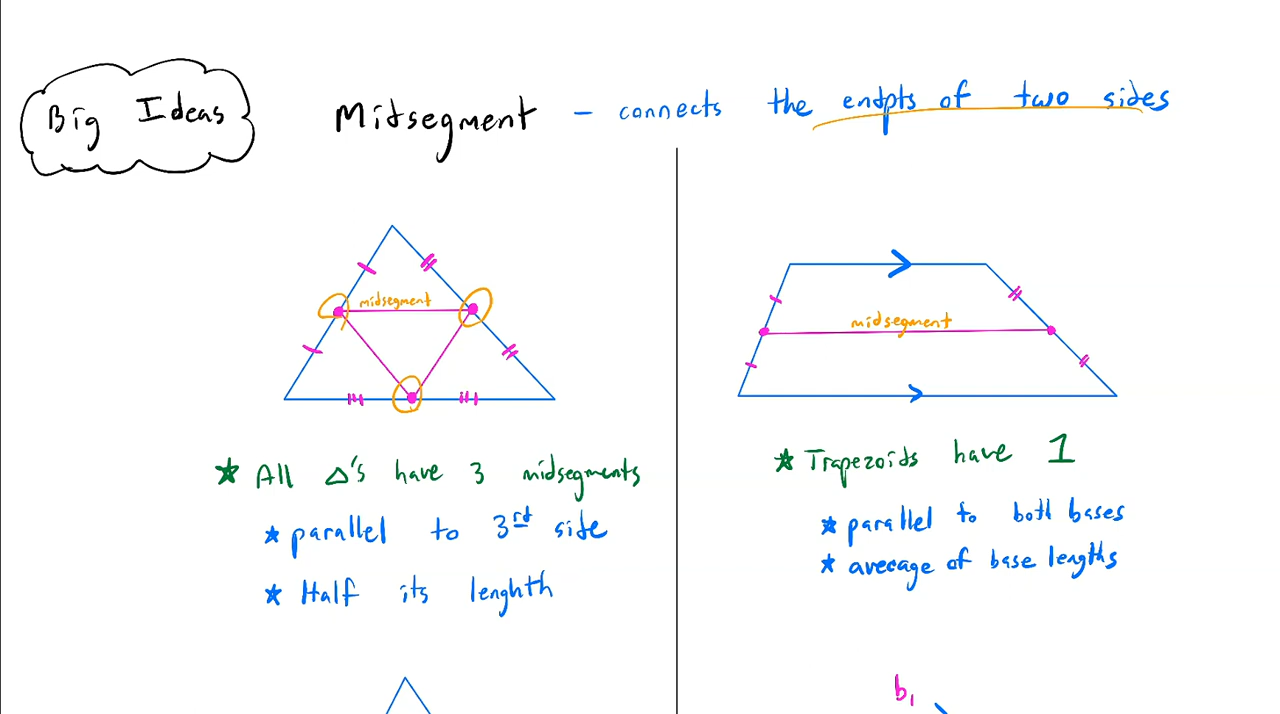 Big Ideas
Midsegment - connects the endpts of two sides
midsegment
midsegment
★ All Δ's have 3 midsegments
★ parallel to 3rd side
★ Half its lenghth
★ Trapezoids have 1
★ parallel to both bases
★ average of base lengths
b₁